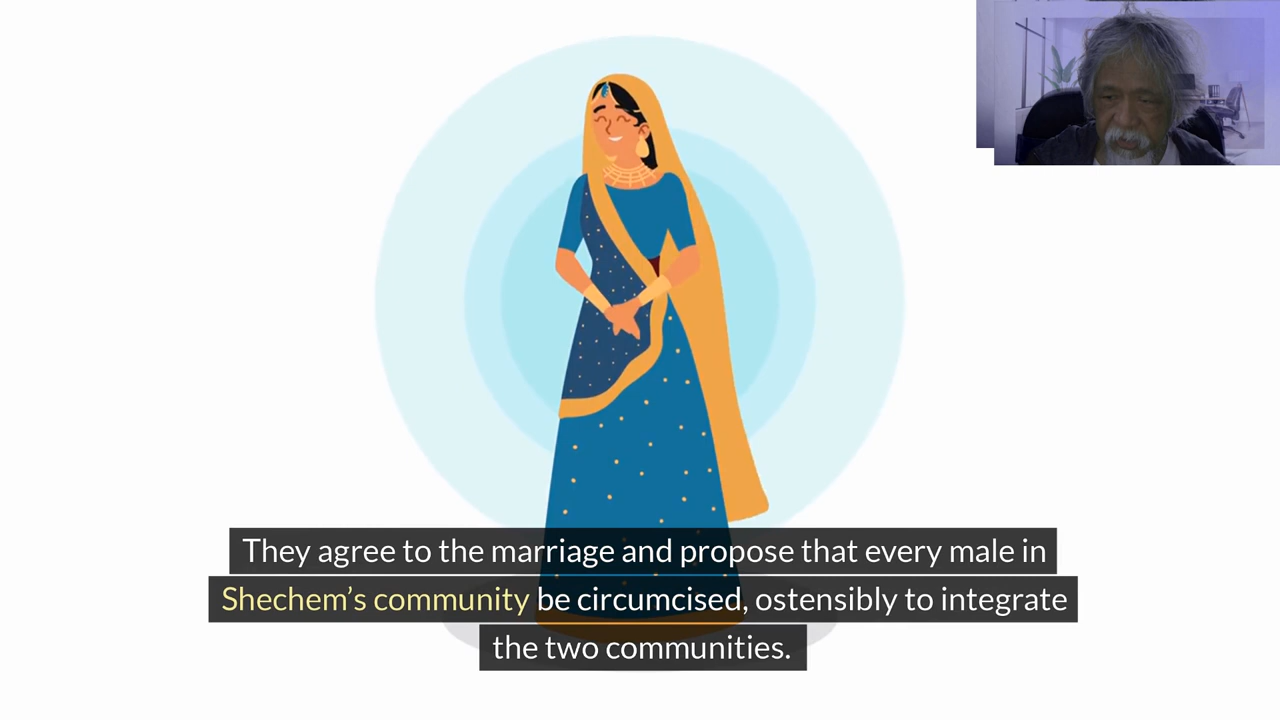 They agree to the marriage and propose that every male in
Shechem’s community be circumcised, ostensibly to integrate
the two communities.